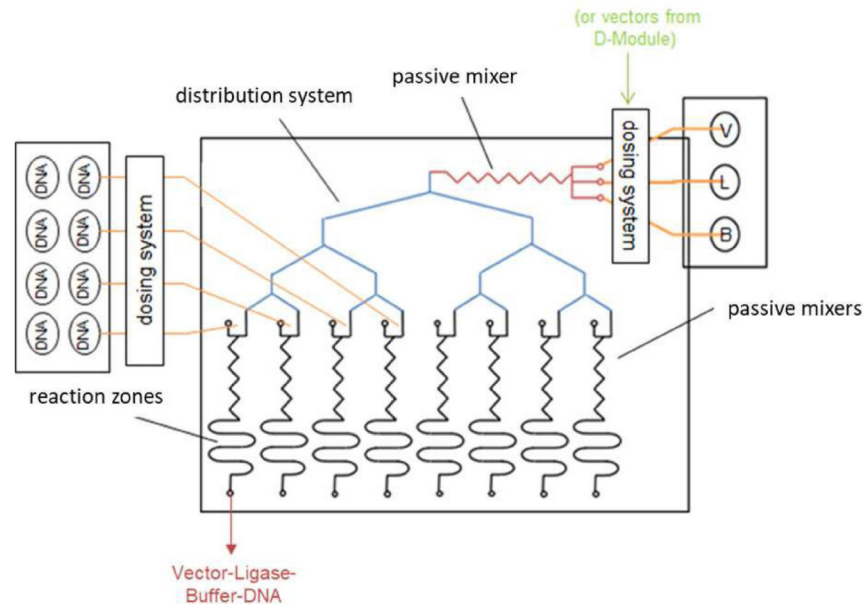 (or vectors from
D-Module)
passive mixer
distribution system
dosing system
V
L
B
DNA DNA
DNA DNA
DNA DNA
DNA DNA
dosing system
passive mixers
reaction zones
Vector-Ligase-
Buffer-DNA